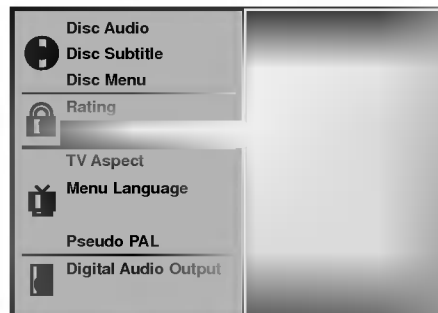 Disc Audio
Disc Subtitle
Disc Menu
Rating
TV Aspect
Menu Language
Pseudo PAL
Digital Audio Output